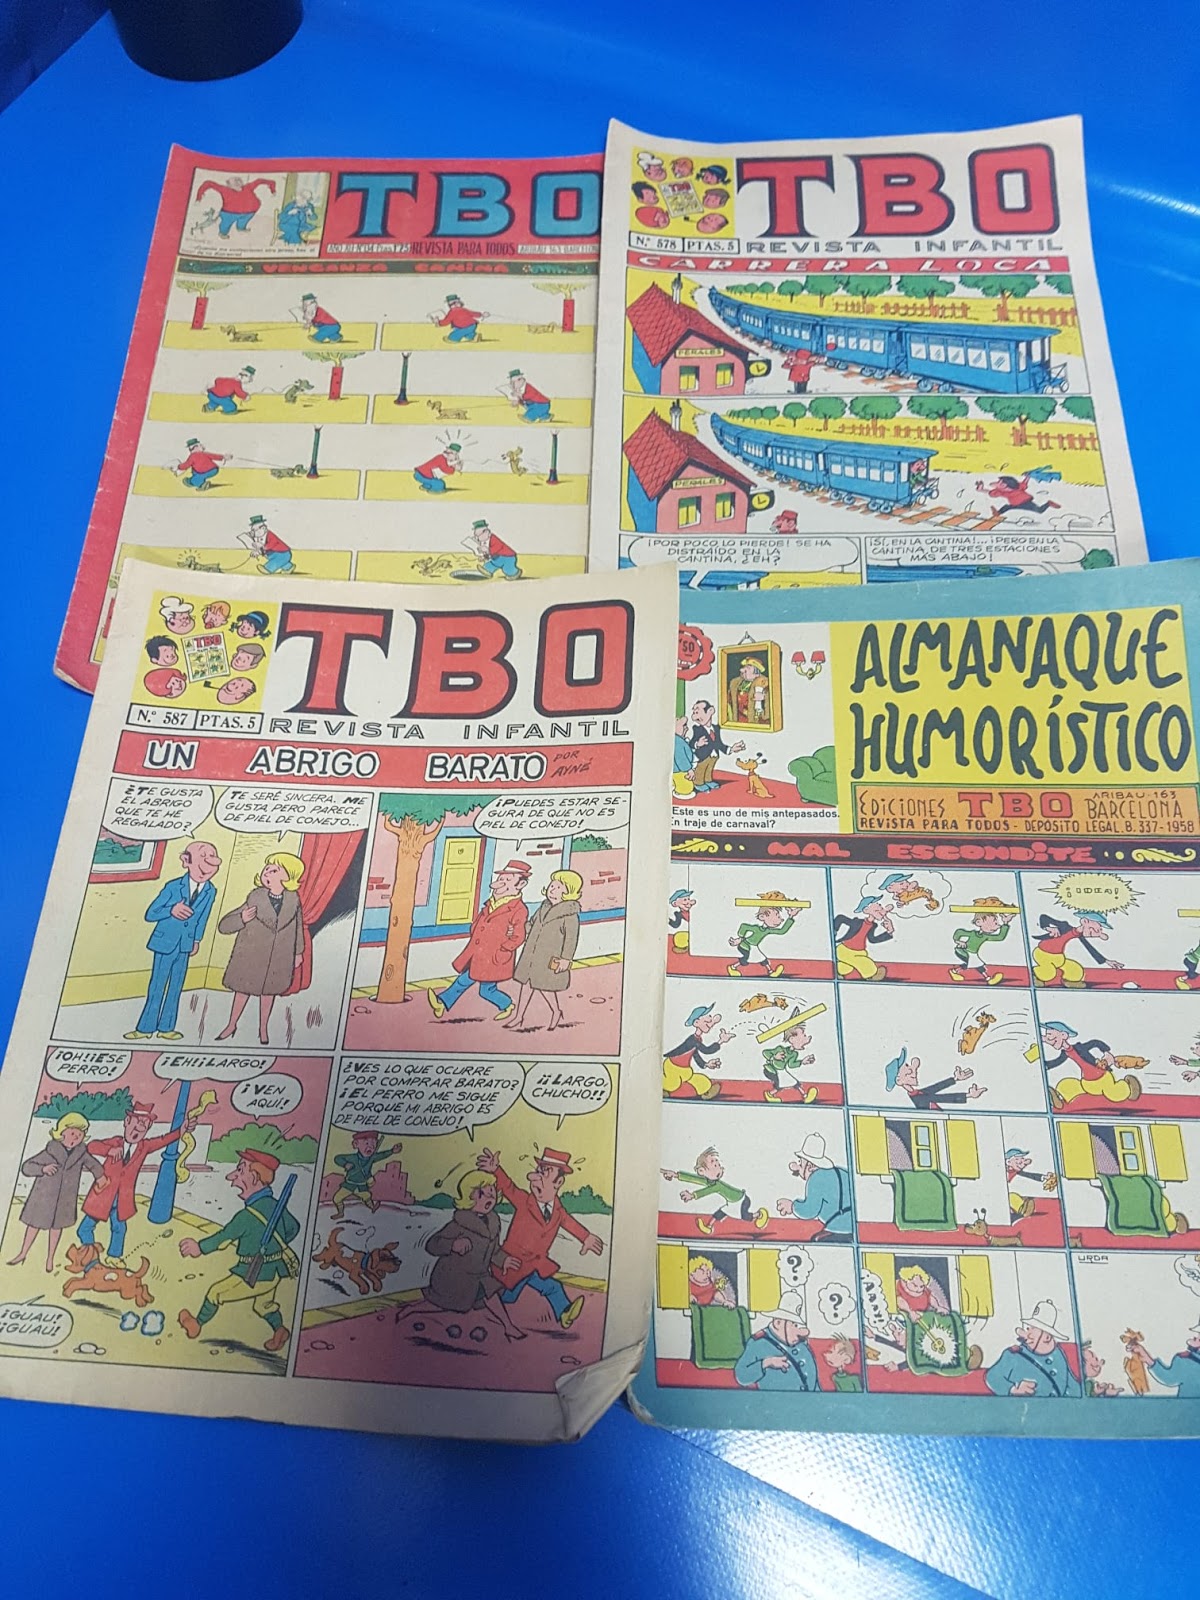 TBO
REVISTA PARA TODOS
VENGANZA CANINA
TBO
Nº 578 PTAS. 5
REVISTA INFANTIL
CARRERA LOCA
PERALES
PERALES
¡POR POCO LO PIERDE! SE HA
DISTRAÍDO EN LA
CANTINA, ¿EH?
¡SÍ, EN LA CANTINA!... ¡PERO EN LA
CANTINA, DE TRES ESTACIONES
MÁS ABAJO!
TBO
TBO
Nº 587 PTAS. 5
REVISTA INFANTIL
UN ABRIGO BARATO POR
AYNÉ
¿TE GUSTA
EL ABRIGO
QUE TE HE
REGALADO?
TE SERÉ SINCERA. ME
GUSTA PERO PARECE
DE PIEL DE CONEJO...
¡PUEDES ESTAR SE-
GURA DE QUE NO ES
PIEL DE CONEJO!
¡OH! ¡ESE
PERRO!
¡EH! ¡LARGO!
¡VEN
AQUÍ!
¡GUAU!
¡GUAU!
¿VES LO QUE OCURRE
POR COMPRAR BARATO?
¡EL PERRO ME SIGUE
PORQUE MI ABRIGO ES
DE PIEL DE CONEJO!
¡¡LARGO,
CHUCHO!!
50
ALMANAQUE
HUMORÍSTICO
Este es uno de mis antepasados.
En traje de carnaval?
EDICIONES TBO ARIBAU-163
BARCELONA
REVISTA PARA TODOS - DEPÓSITO LEGAL B. 337-1958
MAL ESCONDITE
¡IDEA!
?
?
URDA